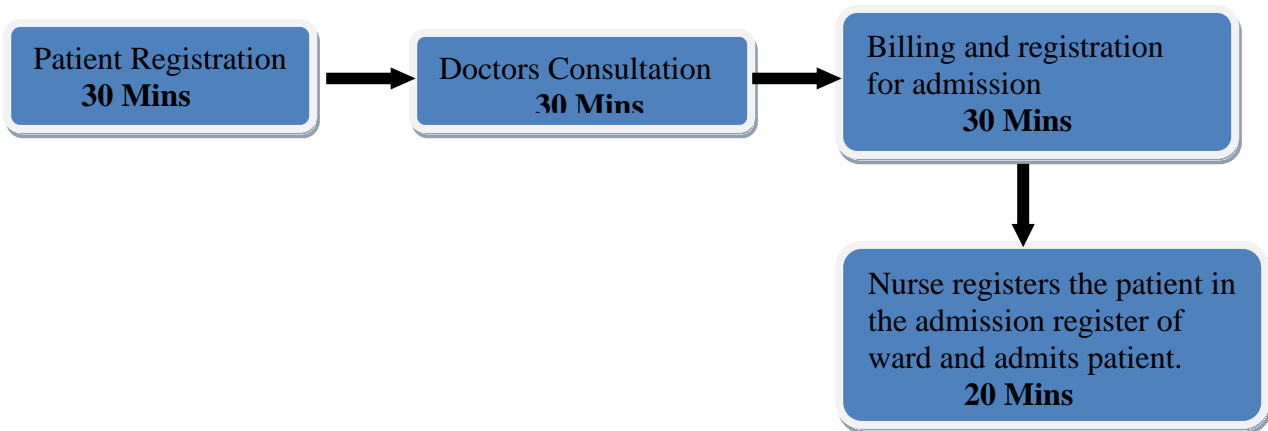 Patient Registration
30 Mins
Doctors Consultation
30 Mins
Billing and registration
for admission
30 Mins
Nurse registers the patient in
the admission register of
ward and admits patient.
20 Mins